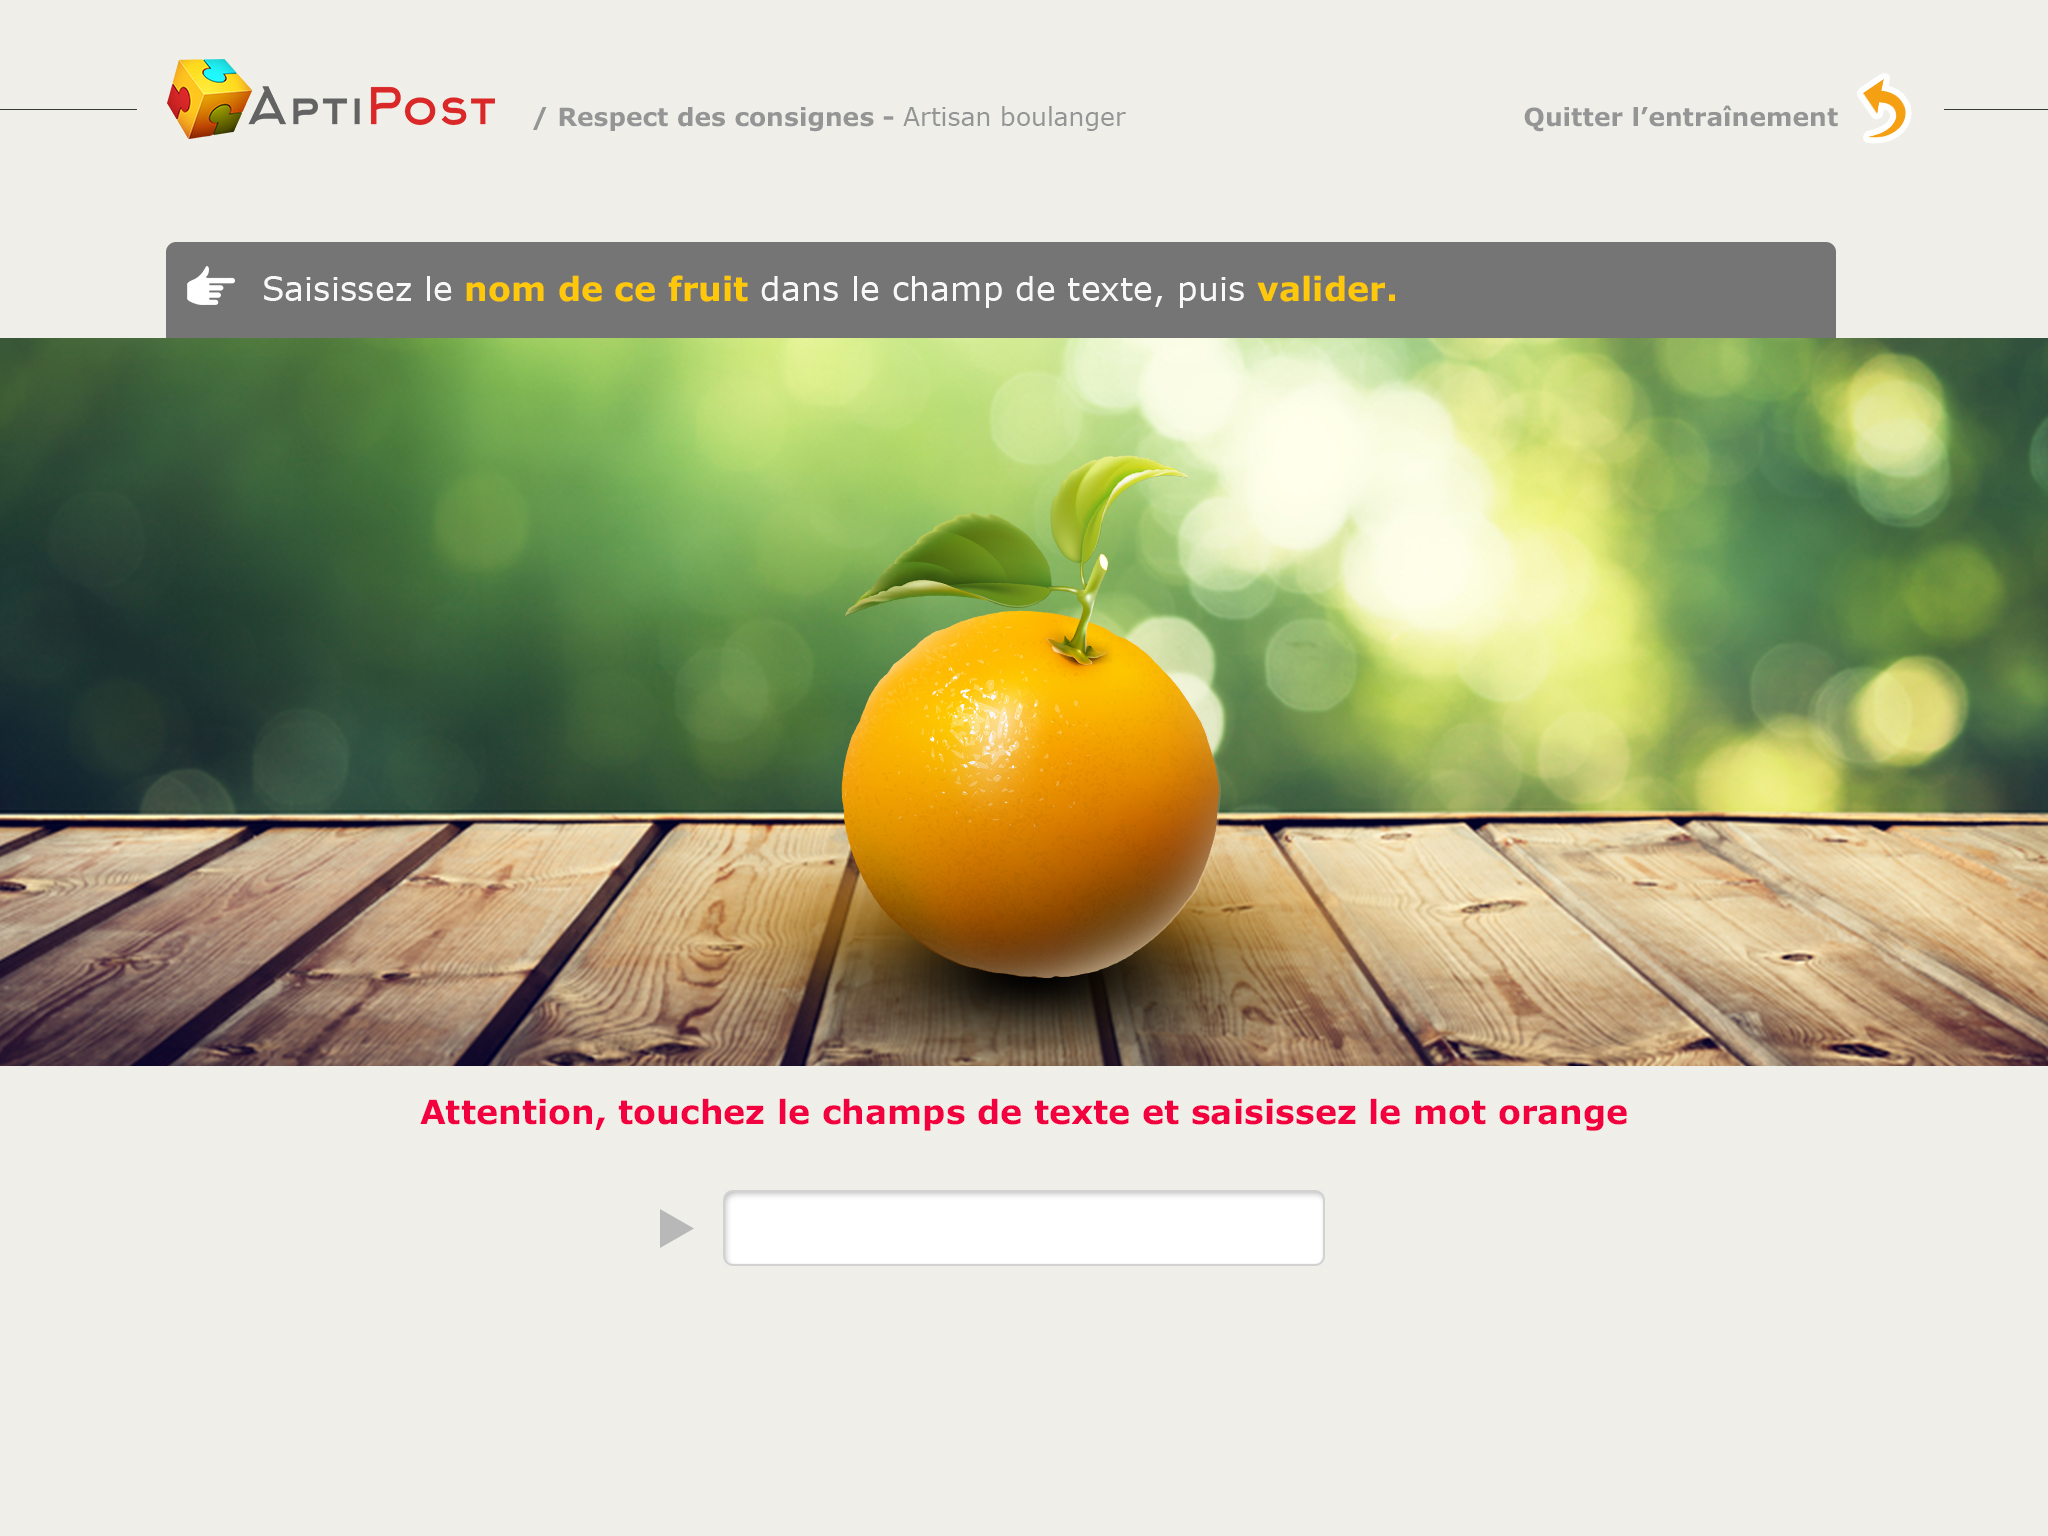 APTIPOST / Respect des consignes - Artisan boulanger
Quitter l’entraînement
Saisissez le nom de ce fruit dans le champ de texte, puis valider.
Attention, touchez le champs de texte et saisissez le mot orange